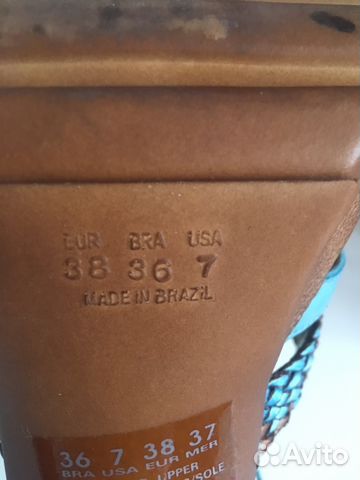 EUR BRA USA
38 36 7
MADE IN BRAZIL
36 7 38 37
BRA USA EUR MER
UPPER
/SOLE
Avito